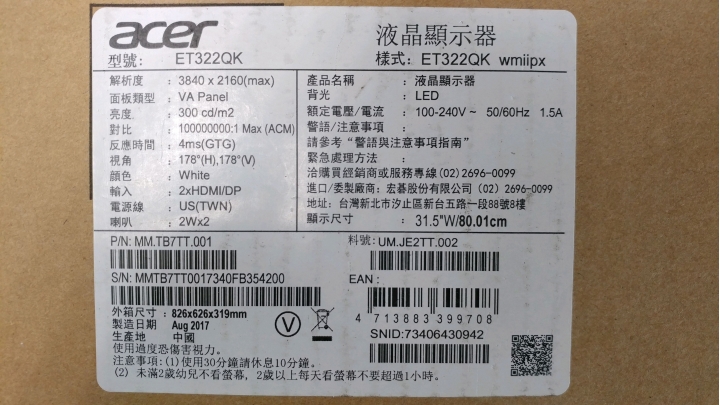 acer
液晶顯示器
型號: ET322QK
樣式: ET322QK wmiipx
解析度 : 3840 x 2160(max)
面板類型 : VA Panel
亮度 : 300 cd/m2
對比 : 100000000:1 Max (ACM)
反應時間 : 4ms(GTG)
視角 : 178°(H),178°(V)
顏色 : White
輸入 : 2xHDMI/DP
電源線 : US(TWN)
喇叭 : 2Wx2
產品名稱 : 液晶顯示器
背光 : LED
額定電壓/電流 : 100-240V~ 50/60Hz 1.5A
警語/注意事項 :
請參考“警語與注意事項指南”
緊急處理方法 :
洽購買經銷商或服務專線(02)2696-0099
進口/委製廠商: 宏碁股份有限公司 (02) 2696-0099
地址: 台灣新北市汐止區新台五路一段88號8樓
顯示尺寸 : 31.5"W/80.01cm
P/N: MM.TB7TT.001
S/N: MMTB7TT0017340FB354200
外箱尺寸 : 826x626x319mm
製造日期 Aug 2017
生產地 : 中國
料號: UM.JE2TT.002
EAN :
4 713883 399708
SNID:73406430942
使用過度恐傷害視力。
注意事項: (1)使用30分鐘請休息10分鐘。
(2) 未滿2歲幼兒不看螢幕, 2歲以上每天看螢幕不要超過1小時。